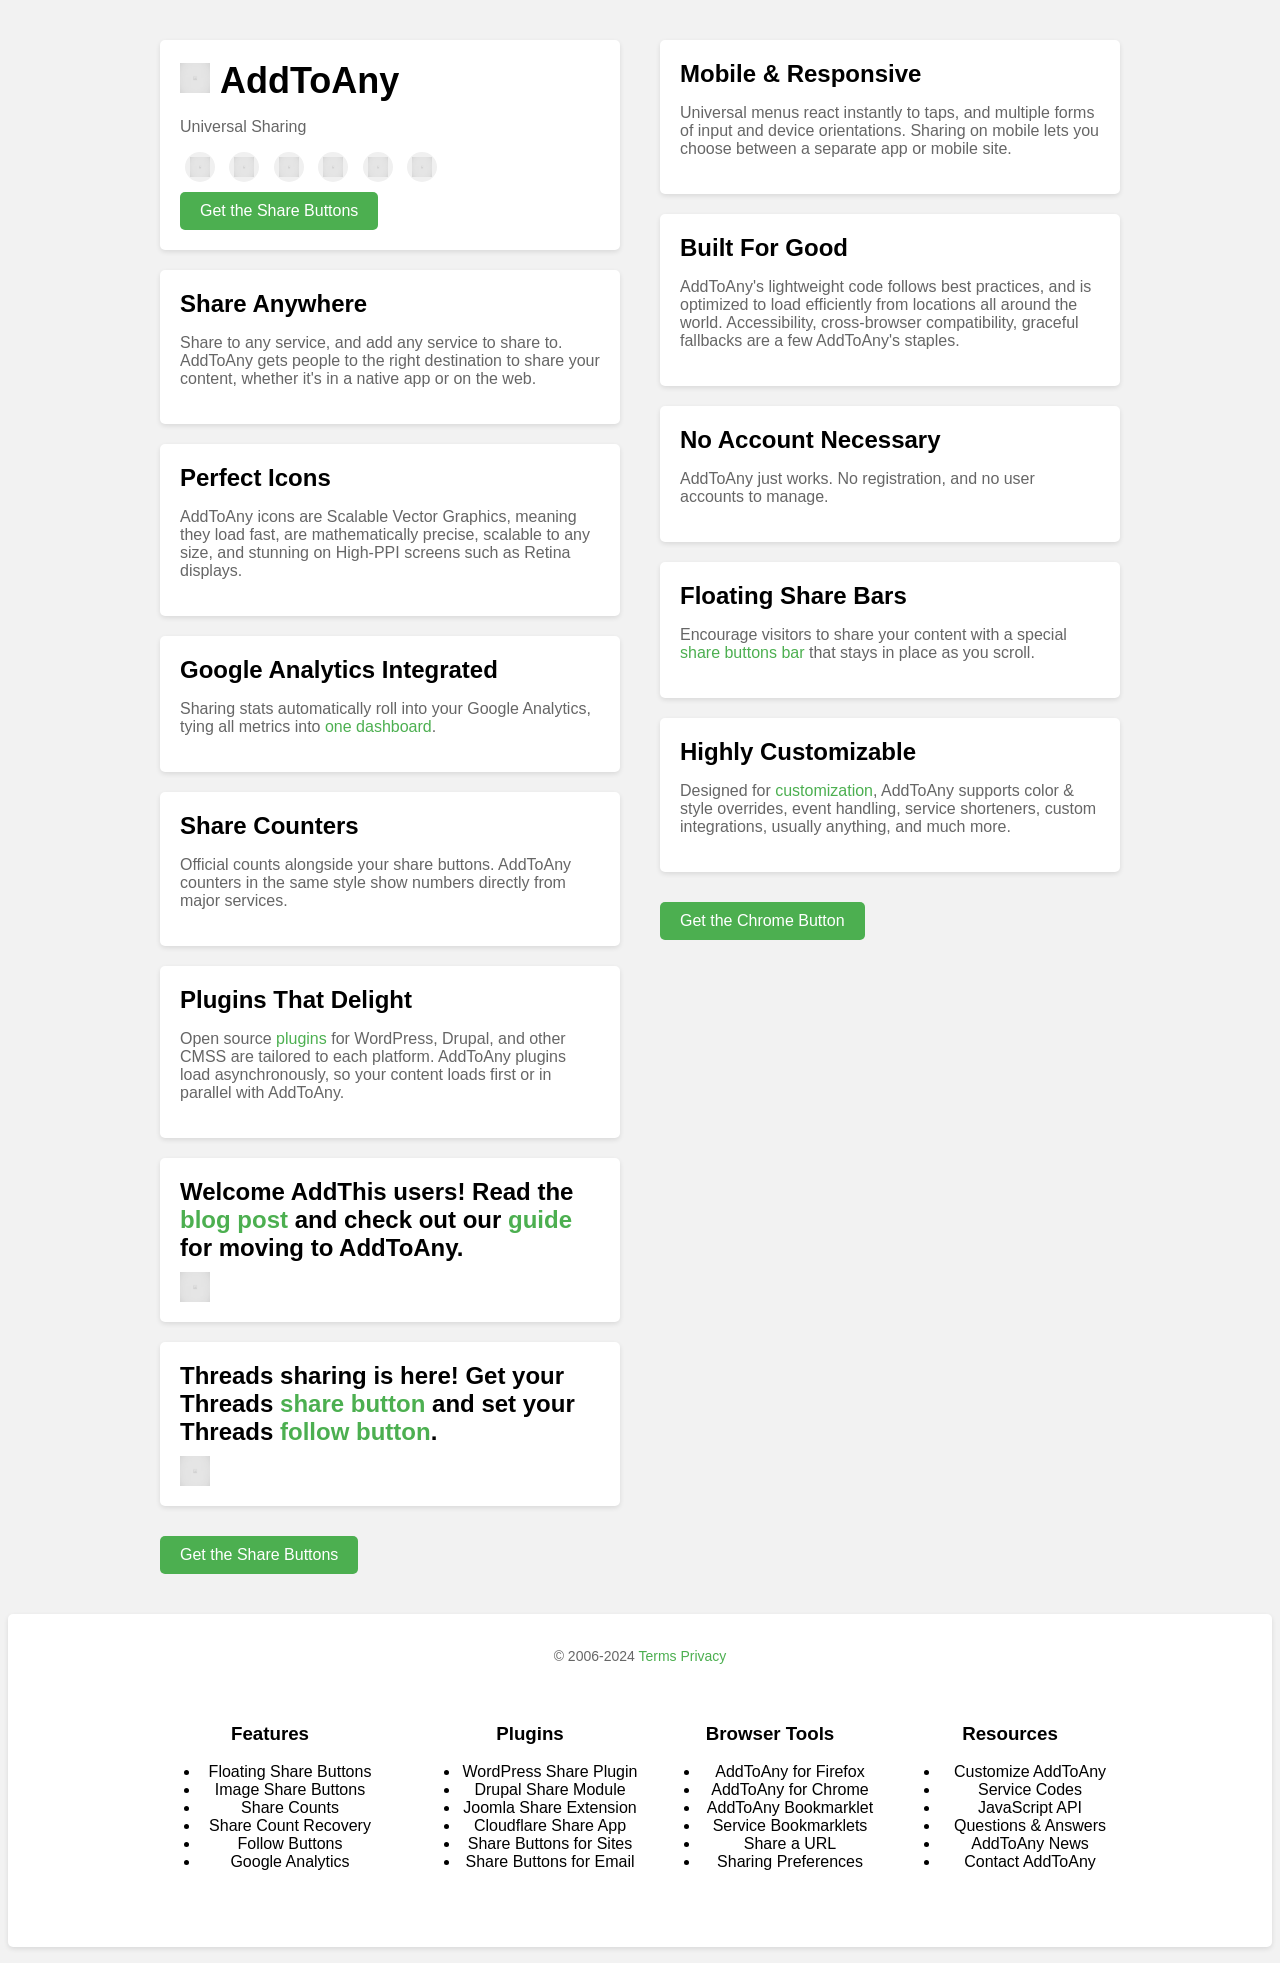 AddToAny
Universal Sharing
Get the Share Buttons
Share Anywhere
Share to any service, and add any service to share to.
AddToAny gets people to the right destination to share your
content, whether it's in a native app or on the web.
Perfect Icons
AddToAny icons are Scalable Vector Graphics, meaning
they load fast, are mathematically precise, scalable to any
size, and stunning on High-PPI screens such as Retina
displays.
Google Analytics Integrated
Sharing stats automatically roll into your Google Analytics,
tying all metrics into one dashboard.
Share Counters
Official counts alongside your share buttons. AddToAny
counters in the same style show numbers directly from
major services.
Plugins That Delight
Open source plugins for WordPress, Drupal, and other
CMSS are tailored to each platform. AddToAny plugins
load asynchronously, so your content loads first or in
parallel with AddToAny.
Welcome AddThis users! Read the
blog post and check out our guide
for moving to AddToAny.
Threads sharing is here! Get your
Threads share button and set your
Threads follow button.
Get the Share Buttons
Mobile & Responsive
Universal menus react instantly to taps, and multiple forms
of input and device orientations. Sharing on mobile lets you
choose between a separate app or mobile site.
Built For Good
AddToAny's lightweight code follows best practices, and is
optimized to load efficiently from locations all around the
world. Accessibility, cross-browser compatibility, graceful
fallbacks are a few AddToAny's staples.
No Account Necessary
AddToAny just works. No registration, and no user
accounts to manage.
Floating Share Bars
Encourage visitors to share your content with a special
share buttons bar that stays in place as you scroll.
Highly Customizable
Designed for customization, AddToAny supports color &
style overrides, event handling, service shorteners, custom
integrations, usually anything, and much more.
Get the Chrome Button
© 2006-2024 Terms Privacy
Features
• Floating Share Buttons
• Image Share Buttons
• Share Counts
• Share Count Recovery
• Follow Buttons
• Google Analytics
Plugins
• WordPress Share Plugin
• Drupal Share Module
• Joomla Share Extension
• Cloudflare Share App
• Share Buttons for Sites
• Share Buttons for Email
Browser Tools
• AddToAny for Firefox
• AddToAny for Chrome
• AddToAny Bookmarklet
• Service Bookmarklets
• Share a URL
• Sharing Preferences
Resources
• Customize AddToAny
• Service Codes
• JavaScript API
• Questions & Answers
• AddToAny News
• Contact AddToAny